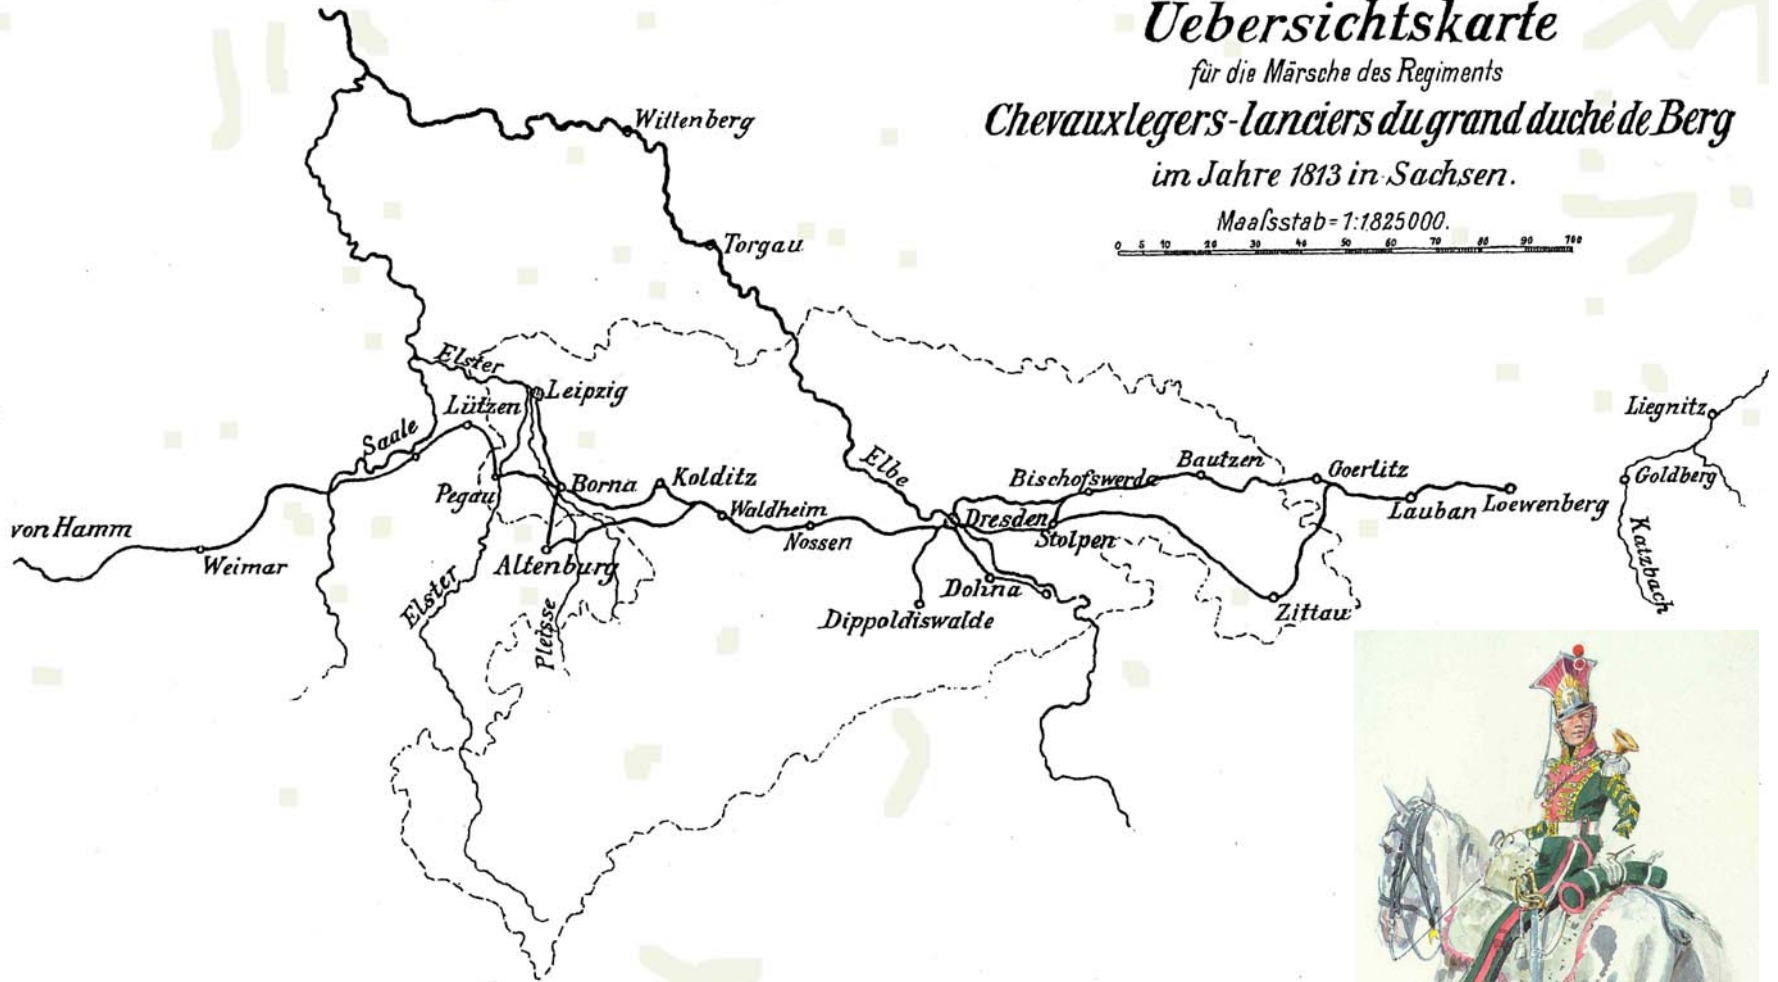 Uebersichtskarte
für die Märsche des Regiments
Chevauxlegers-lanciers du grand duchè de Berg
im Jahre 1813 in Sachsen.
Maaſsstab = 1:1825000.
0 5 10 20 30 40 50 60 70 80 90 100
Wittenberg
Torgau
Elster
Leipzig
Lützen
Saale
Liegnitz
Elbe
Bautzen
Goerlitz
Bischofswerda
Kolditz
Borna
Pegau
Goldberg
Lauban
Loewenberg
Waldheim
Dresden
von Hamm
Nossen
Stolpen
Katzbach
Weimar
Altenburg
Elster
Pleisse
Dohna
Dippoldiswalde
Zittau